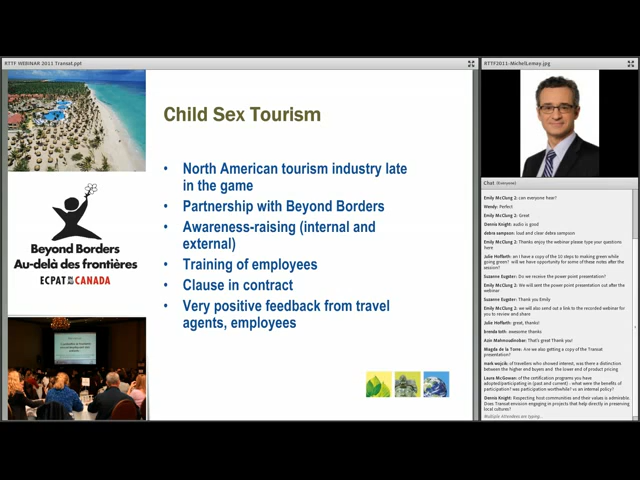 RTTF WEBINAR 2011 Transat.ppt
Child Sex Tourism
• North American tourism industry late
in the game
• Partnership with Beyond Borders
• Awareness-raising (internal and
external)
• Training of employees
• Clause in contract
• Very positive feedback from travel
agents, employees
Beyond Borders
Au-delà des frontières
ECPAT
CANADA
RTTF2011-MichelLemay.jpg
Chat (Everyone)
Emily McClung 2: can everyone hear?
Wendy: Perfect.
Emily McClung 2: Great
Dennis Knight: audio is good
debra sampson: loud and clear debra sampson
Emily McClung 2: Thanks enjoy the webinar please type your questions
here
Julie Hoffseth: an I have a copy of the 10 steps to making green while
going green? will we have opportunity for some of these notes after the
session?
Suzanne Eugster: Do we receive the power point presentation?
Emily McClung 2: We will sent the power point presentation out after the
webinar
Suzanne Eugster: Thank you Emily
Emily McClung 2: we will also send out a link to the recorded webinar for
you to review and share
Julie Hoffseth: great, thanks!
brenda beth: awesome thanks
Azin Mahmoudinobar: That's great Thank you!
Magda de la Torre: Are we also getting a copy of the Transat
presentation?
mark wojcik: of travellers who showed interest, was there a distinction
between the higher end buyers and the lower end of product pricing
Laura McGowan: of the certification programs you have
adopted/participating in (past and current) - what were the benefits of
participation? was participation worthwhile? vs an internal policy?
Dennis Knight: Respecting host communities and their values is admirable.
Does Transat envision engaging in projects that help directly in preserving
local cultures?
Multiple Attendees are typing...